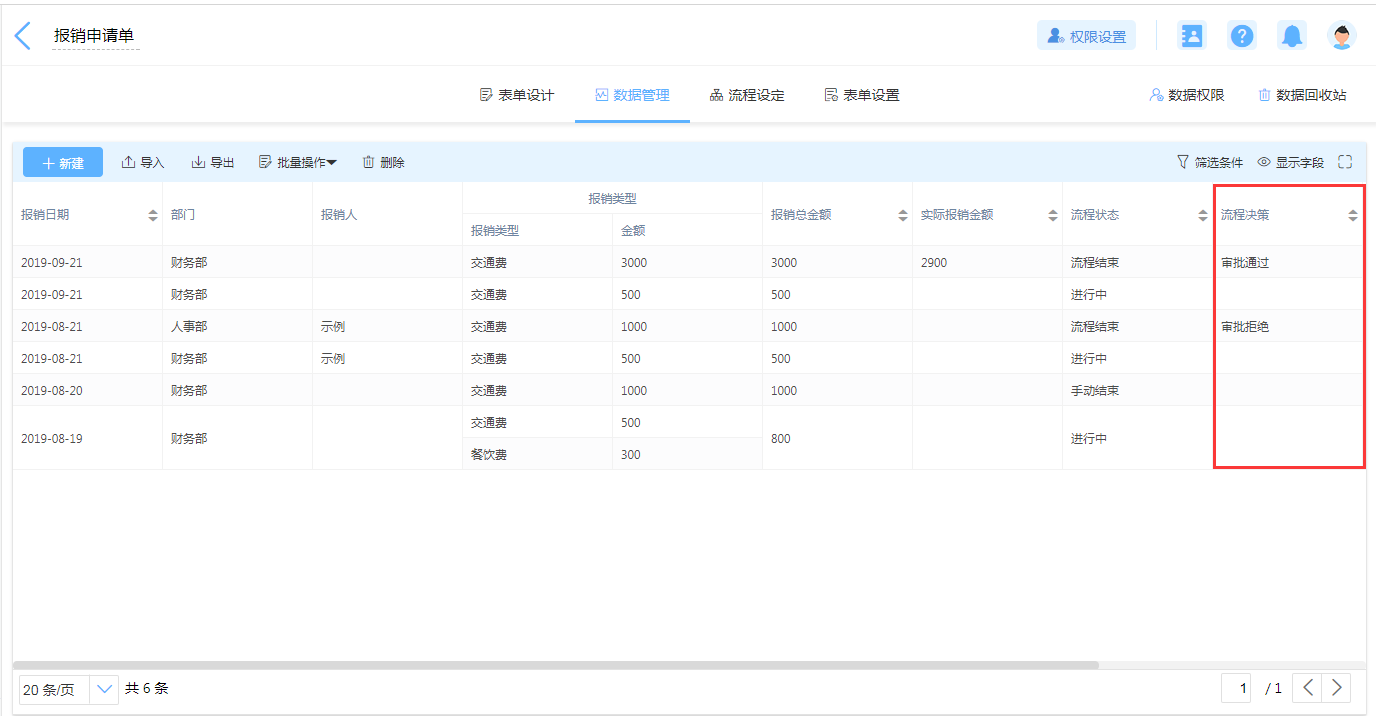 报销申请单
权限设置
表单设计 数据管理 流程设定 表单设置 数据权限 数据回收站
新建 导入 导出 批量操作 删除 筛选条件 显示字段
报销类型
报销日期 部门 报销人 报销总金额 实际报销金额 流程状态 流程决策
报销类型 金额
2019-09-21 财务部 交通费 3000 3000 2900 流程结束 审批通过
2019-09-21 财务部 交通费 500 500 进行中
2019-08-21 人事部 示例 交通费 1000 1000 流程结束 审批拒绝
2019-08-21 财务部 示例 交通费 500 500 进行中
2019-08-20 财务部 交通费 1000 1000 手动结束
交通费 500
2019-08-19 财务部 800 进行中
餐饮费 300
20 条/页 共 6 条 1 / 1